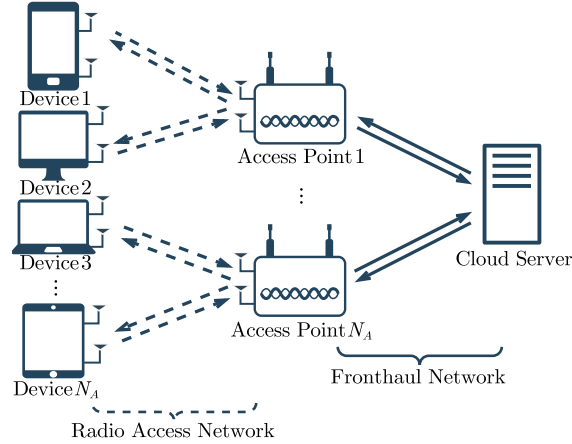 Device 1
Access Point 1
Device 2
⋮
Cloud Server
Device 3
⋮
Access Point N_A
Fronthaul Network
Device N_A
Radio Access Network